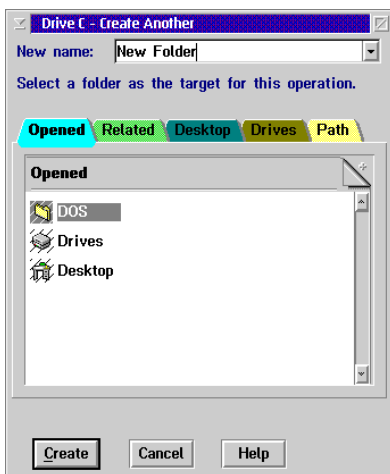 Drive C - Create Another
New name: New Folder
Select a folder as the target for this operation.
Opened Related Desktop Drives Path
Opened
DOS
Drives
Desktop
Create Cancel Help